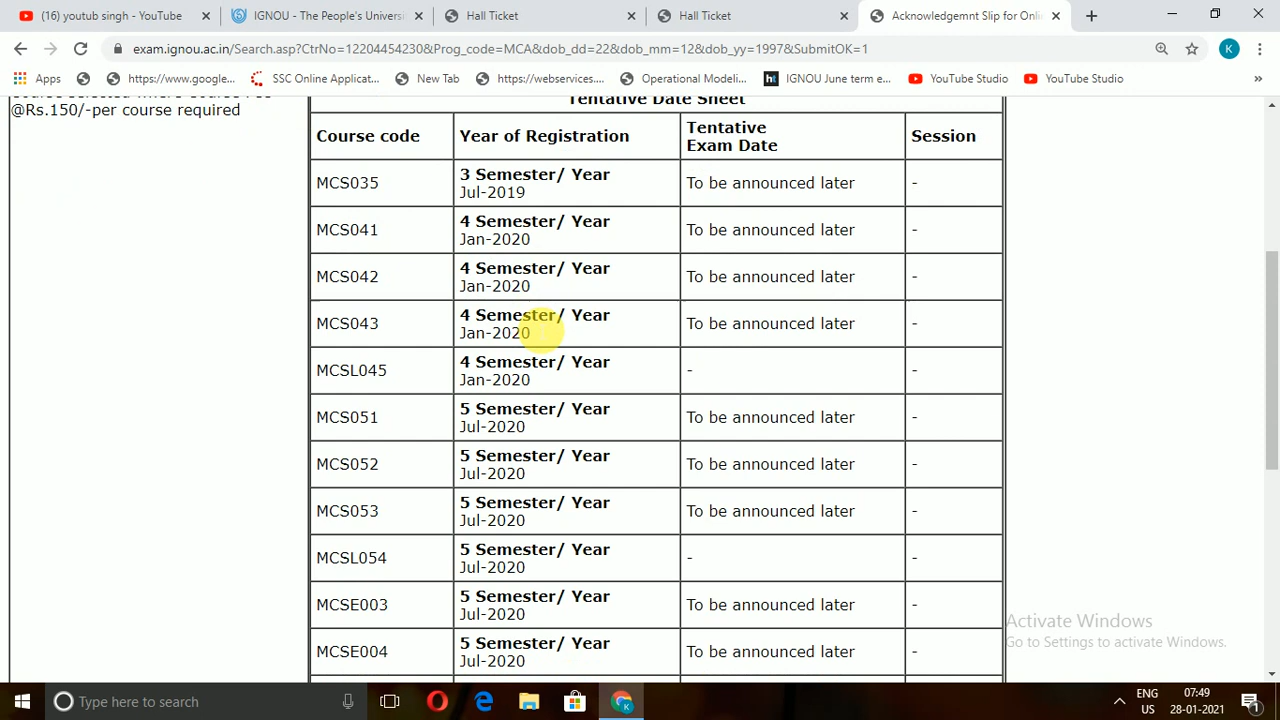 (16) youtub singh - YouTube
IGNOU - The People's Universi
Hall Ticket
Hall Ticket
Acknowledgemnt Slip for Onli
exam.ignou.ac.in/Search.asp?CtrNo=12204454230&Prog_code=MCA&dob_dd=22&dob_mm=12&dob_yy=1997&SubmitOK=1
K
Apps
https://www.google...
SSC Online Applicat...
New Tab
https://webservices....
Operational Modeli...
ht
IGNOU June term e...
YouTube Studio
YouTube Studio
»
@Rs.150/-per course required
Tentative Date Sheet
Course code Year of Registration Tentative Exam Date Session
MCS035 3 Semester/ Year Jul-2019 To be announced later -
MCS041 4 Semester/ Year Jan-2020 To be announced later -
MCS042 4 Semester/ Year Jan-2020 To be announced later -
MCS043 4 Semester/ Year Jan-2020 To be announced later -
MCSL045 4 Semester/ Year Jan-2020 - -
MCS051 5 Semester/ Year Jul-2020 To be announced later -
MCS052 5 Semester/ Year Jul-2020 To be announced later -
MCS053 5 Semester/ Year Jul-2020 To be announced later -
MCSL054 5 Semester/ Year Jul-2020 - -
MCSE003 5 Semester/ Year Jul-2020 To be announced later -
MCSE004 5 Semester/ Year Jul-2020 To be announced later -
Activate Windows
Go to Settings to activate Windows.
Type here to search
ENG
US
07:49
28-01-2021